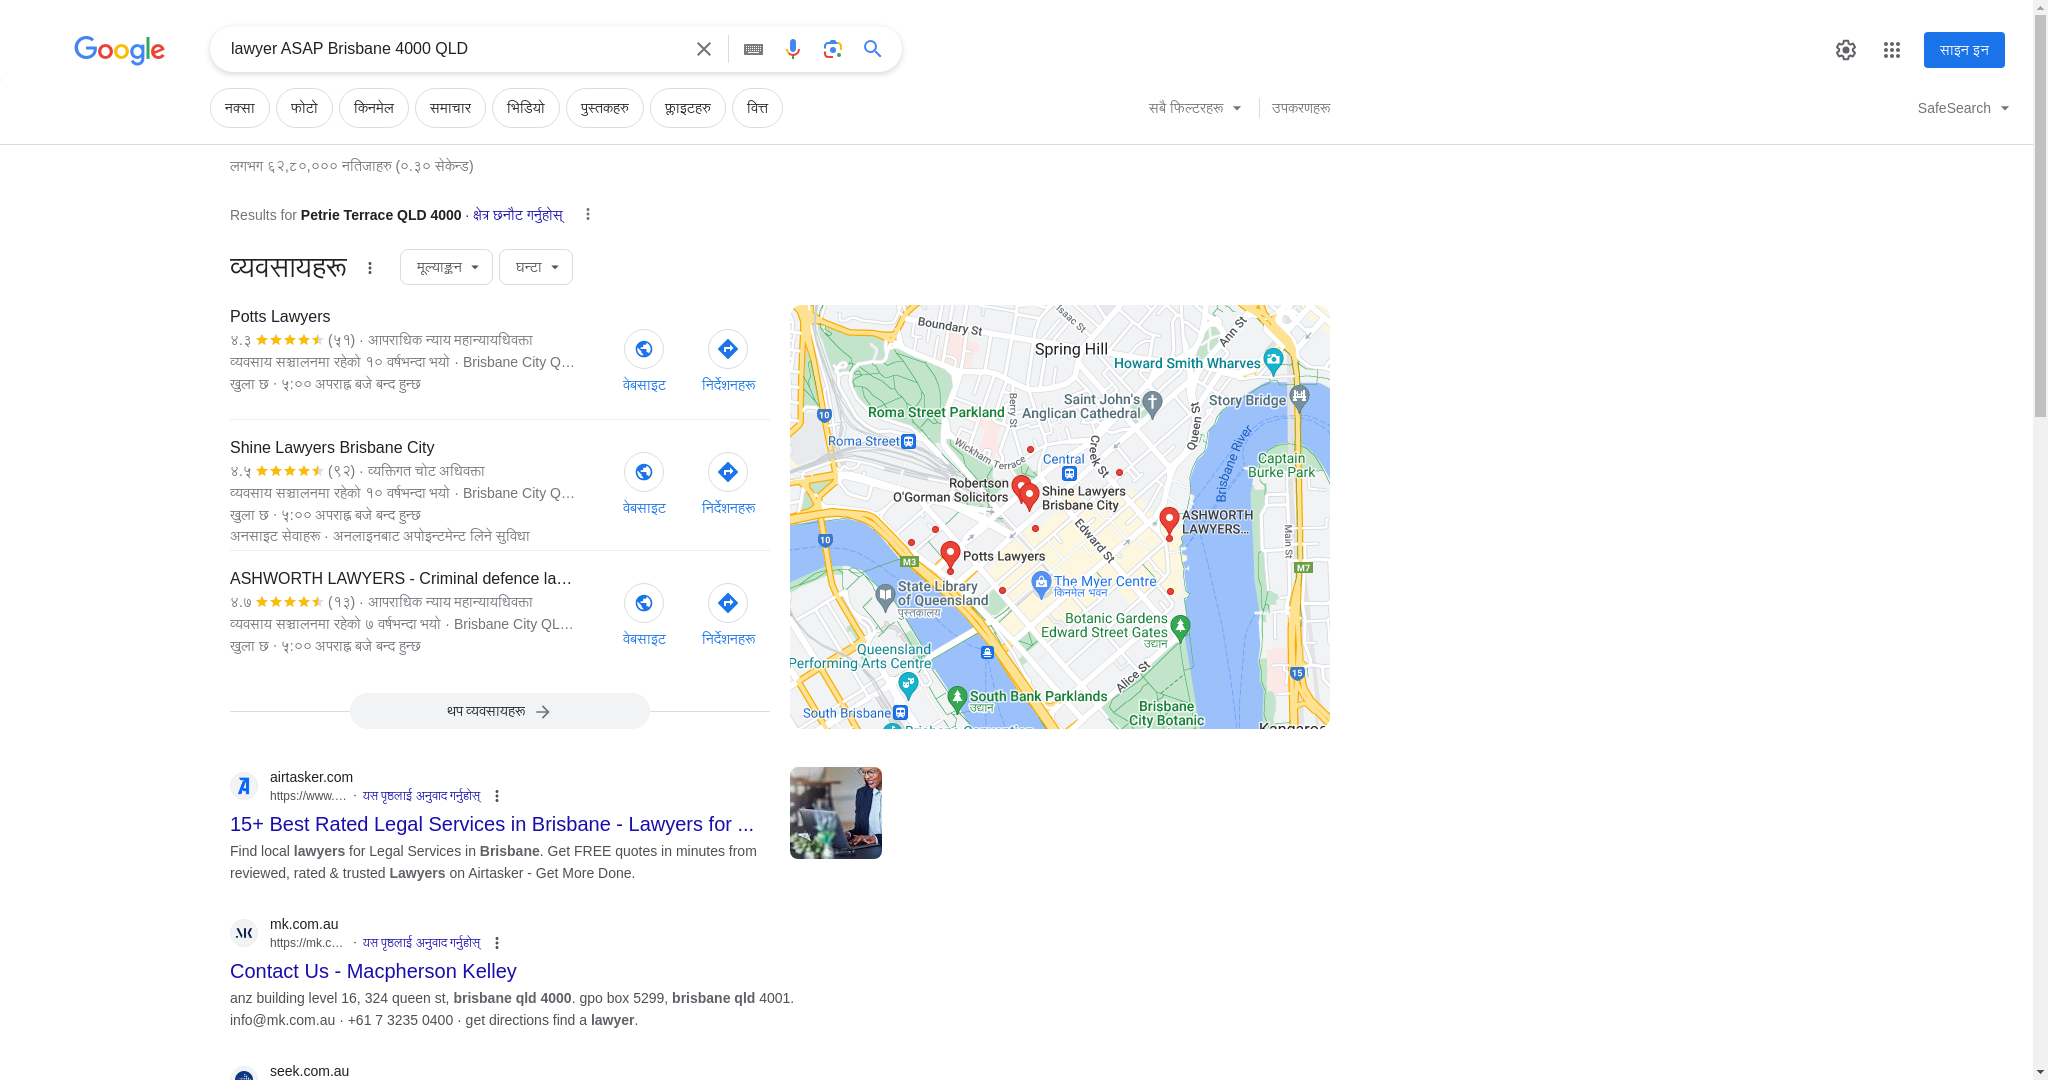 Google
lawyer ASAP Brisbane 4000 QLD
साइन इन
नक्सा
फोटो
किनमेल
समाचार
भिडियो
पुस्तकहरु
फ्लाइटहरु
वित्त
सबै फिल्टरहरू
उपकरणहरू
SafeSearch
लगभग ६२,८०,००० नतिजाहरु (०.३० सेकेन्ड)
Results for Petrie Terrace QLD 4000 · क्षेत्र छनौट गर्नुहोस्
व्यवसायहरू
मूल्याङ्कन
घन्टा
Potts Lawyers
४.३ (५१) · आपराधिक न्याय महान्यायधिवक्ता
व्यवसाय सञ्चालनमा रहेको १० वर्षभन्दा भयो · Brisbane City Q…
खुला छ · ५:०० अपराह्न बजे बन्द हुन्छ
वेबसाइट
निर्देशनहरू
Shine Lawyers Brisbane City
४.५ (९२) · व्यक्तिगत चोट अधिवक्ता
व्यवसाय सञ्चालनमा रहेको १० वर्षभन्दा भयो · Brisbane City Q…
खुला छ · ५:०० अपराह्न बजे बन्द हुन्छ
अनसाइट सेवाहरू · अनलाइनबाट अपोइन्टमेन्ट लिने सुविधा
वेबसाइट
निर्देशनहरू
ASHWORTH LAWYERS - Criminal defence la…
४.७ (१३) · आपराधिक न्याय महान्यायधिवक्ता
व्यवसाय सञ्चालनमा रहेको ७ वर्षभन्दा भयो · Brisbane City QL…
खुला छ · ५:०० अपराह्न बजे बन्द हुन्छ
वेबसाइट
निर्देशनहरू
थप व्यवसायहरू
Boundary St
Isaac St
Ann St
Spring Hill
Howard Smith Wharves
Saint John's
Anglican Cathedral
Story Bridge
Berry St
Roma Street Parkland
10
Queen St
Roma Street
Wickham Terrace
Creek St
Brisbane River
Central
Captain
Burke Park
Robertson
O'Gorman Solicitors
Shine Lawyers
Brisbane City
ASHWORTH
LAWYERS...
Edward St
Main St
10
M3
Potts Lawyers
M7
The Myer Centre
किनमेल भवन
State Library
of Queensland
पुस्तकालय
Botanic Gardens
Edward Street Gates
उद्यान
Queensland
Performing Arts Centre
Alice St
15
South Bank Parklands
उद्यान
South Brisbane
Brisbane
City Botanic
Brisbane Convention
Kangaroo
airtasker.com
https://www.… · यस पृष्ठलाई अनुवाद गर्नुहोस्
15+ Best Rated Legal Services in Brisbane - Lawyers for ...
Find local lawyers for Legal Services in Brisbane. Get FREE quotes in minutes from
reviewed, rated & trusted Lawyers on Airtasker - Get More Done.
MK
mk.com.au
https://mk.c… · यस पृष्ठलाई अनुवाद गर्नुहोस्
Contact Us - Macpherson Kelley
anz building level 16, 324 queen st, brisbane qld 4000. gpo box 5299, brisbane qld 4001.
info@mk.com.au · +61 7 3235 0400 · get directions find a lawyer.
seek.com.au